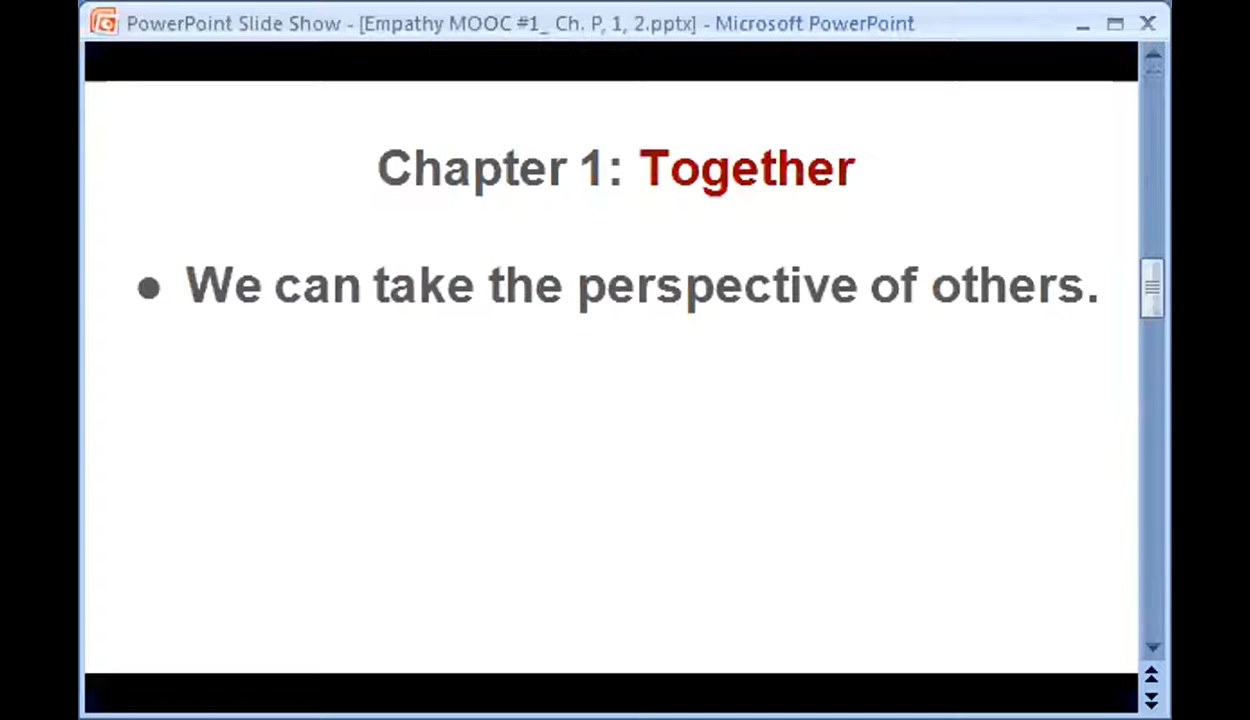 PowerPoint Slide Show - [Empathy MOOC #1_ Ch. P, 1, 2.pptx] - Microsoft PowerPoint
Chapter 1: Together
● We can take the perspective of others.